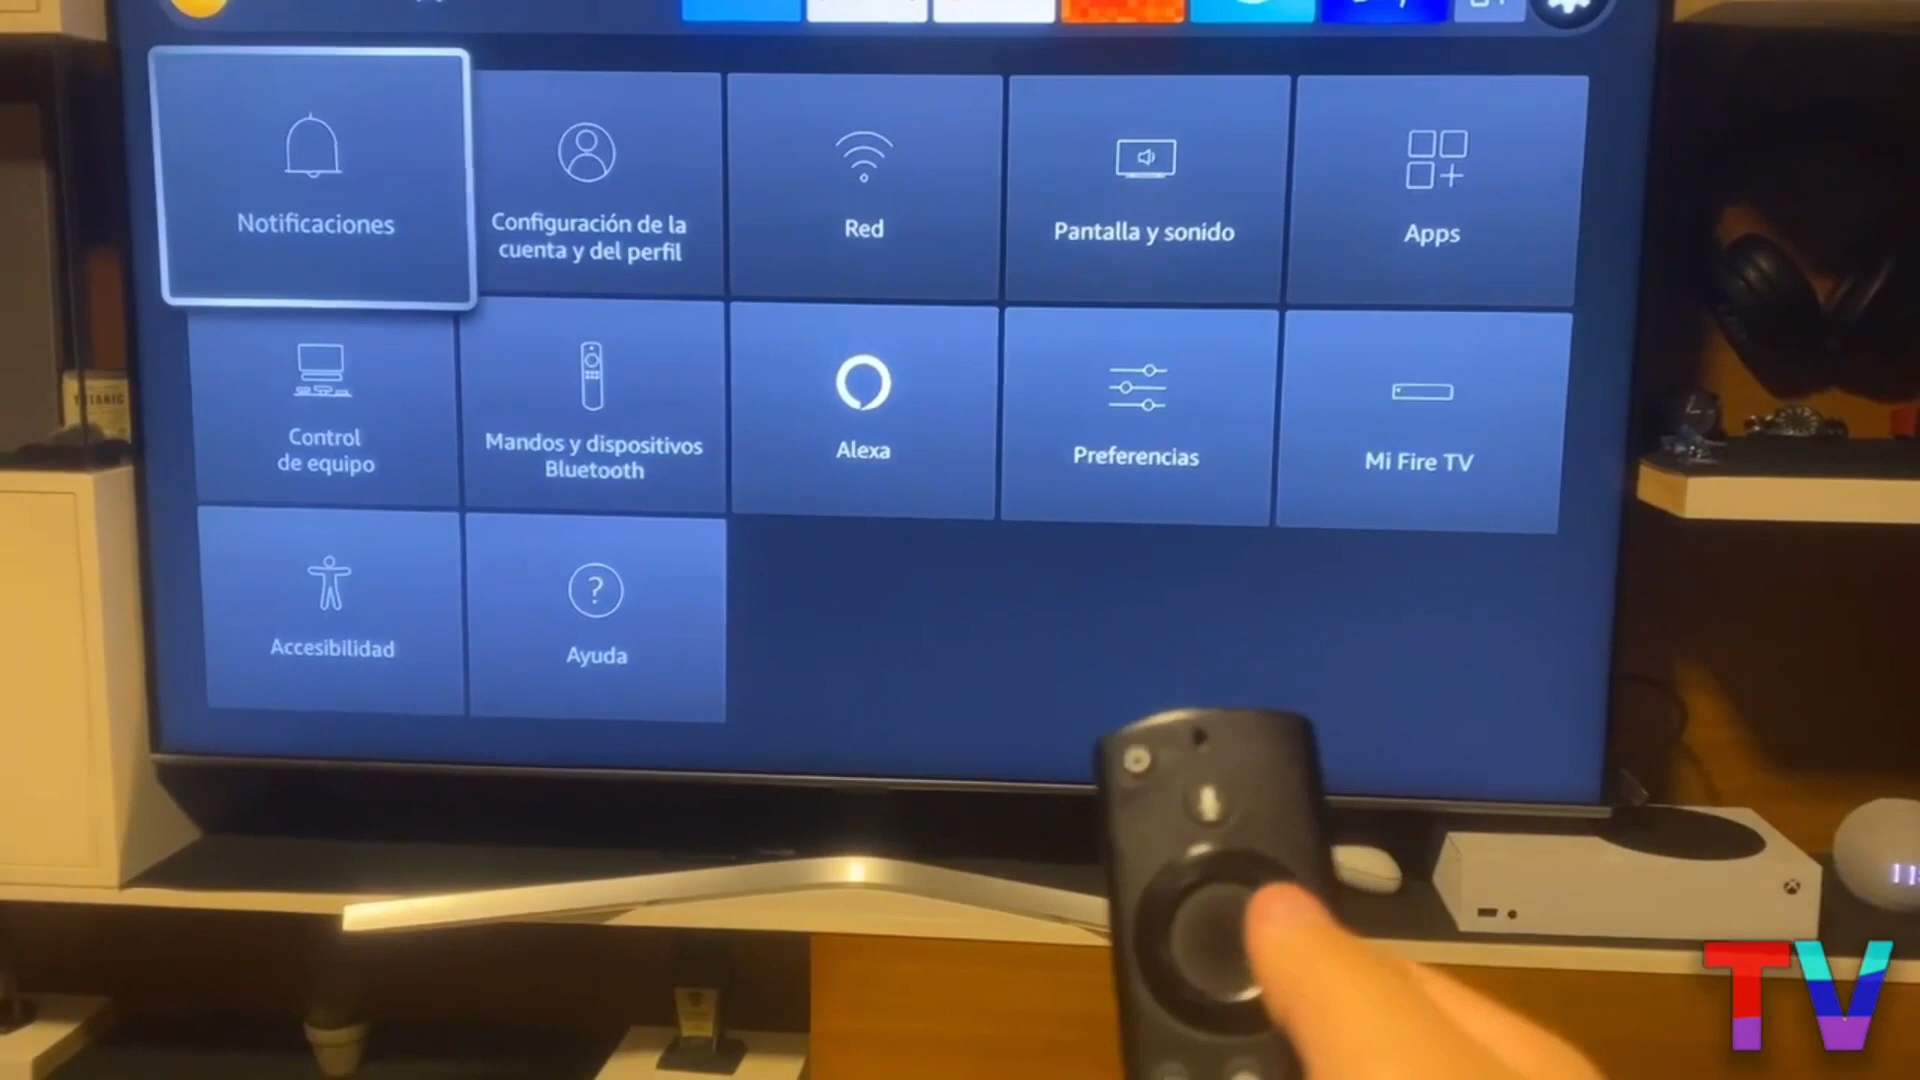 Notificaciones
Configuración de la
cuenta y del perfil
Red
Pantalla y sonido
Apps
Control
de equipo
Mandos y dispositivos
Bluetooth
Alexa
Preferencias
Mi Fire TV
Accesibilidad
Ayuda
TITANIC
TV